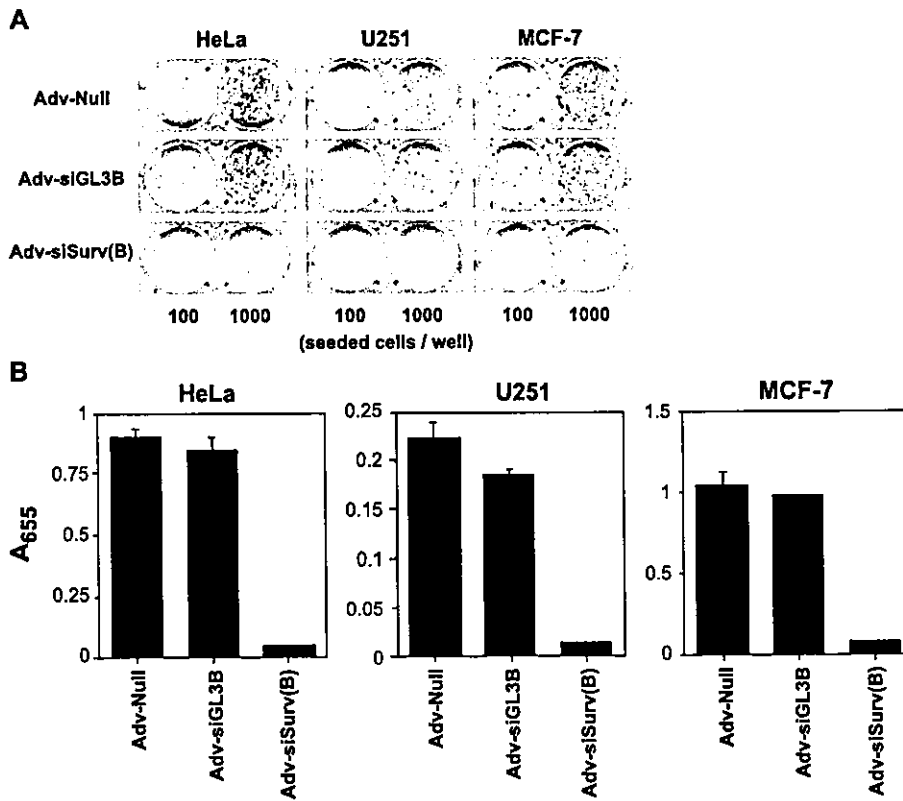 A
HeLa U251 MCF-7
Adv-Null
Adv-siGL3B
Adv-siSurv(B)
100 1000 100 1000 100 1000
(seeded cells / well)
B
HeLa U251 MCF-7
A655
1
0.75
0.5
0.25
0
0.25
0.2
0.15
0.1
0.05
0
1.5
1
0.5
0
Adv-Null
Adv-siGL3B
Adv-siSurv(B)
Adv-Null
Adv-siGL3B
Adv-siSurv(B)
Adv-Null
Adv-siGL3B
Adv-siSurv(B)